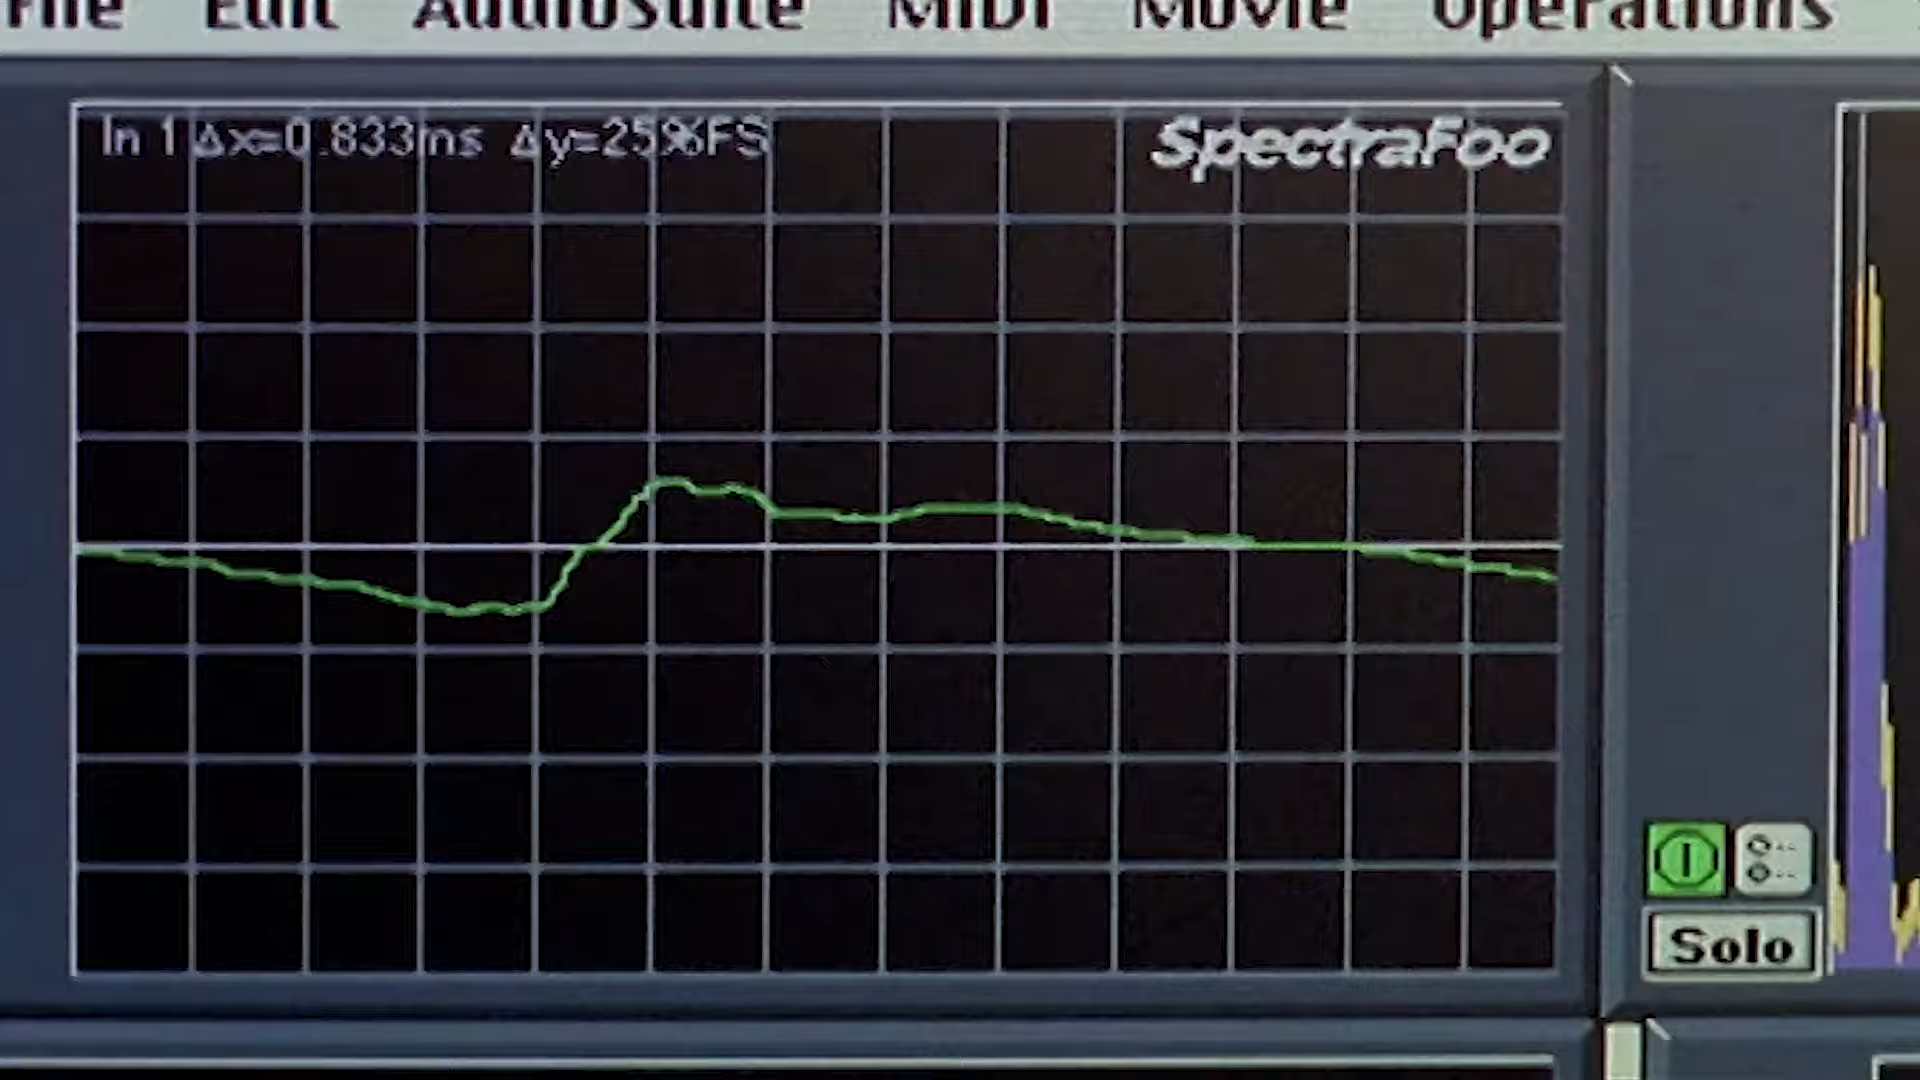 File Edit AudioSuite MIDI Movie Operations
In 1 Δx=0.833ms Δy=25%FS
SpectraFoo
Solo